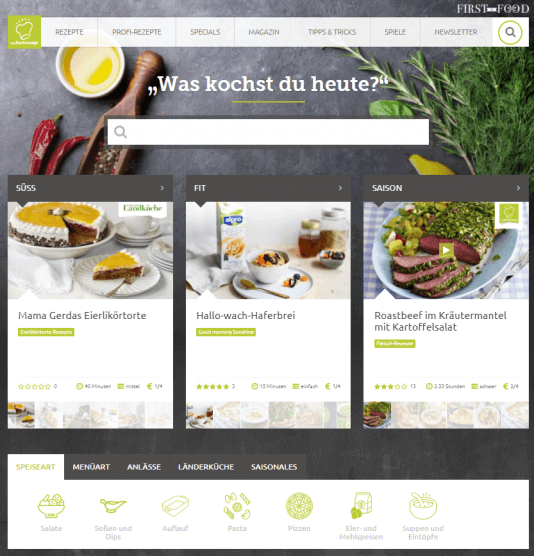 FIRST FOOD
REZEPTE
PROFI-REZEPTE
SPECIALS
MAGAZIN
TIPPS & TRICKS
SPIELE
NEWSLETTER
„Was kochst du heute?“
SÜSS
FIT
SAISON
Landküche
alpro
Mama Gerdas Eierlikörtorte
Eierlikörtorte Rezepte
0
40 Minuten
mittel
€ 1/4
Hallo-wach-Haferbrei
Good morning Sunshine
3
15 Minuten
einfach
€ 1/4
Roastbeef im Kräutermantel
mit Kartoffelsalat
Fleisch-Rezepte
13
2.33 Stunden
schwer
€ 2/4
SPEISEART
MENÜART
ANLÄSSE
LÄNDERKÜCHE
SAISONALES
Salate
Soßen und
Dips
Auflauf
Pasta
Pizzen
Eier- und
Mehlspeisen
Suppen und
Eintöpfe